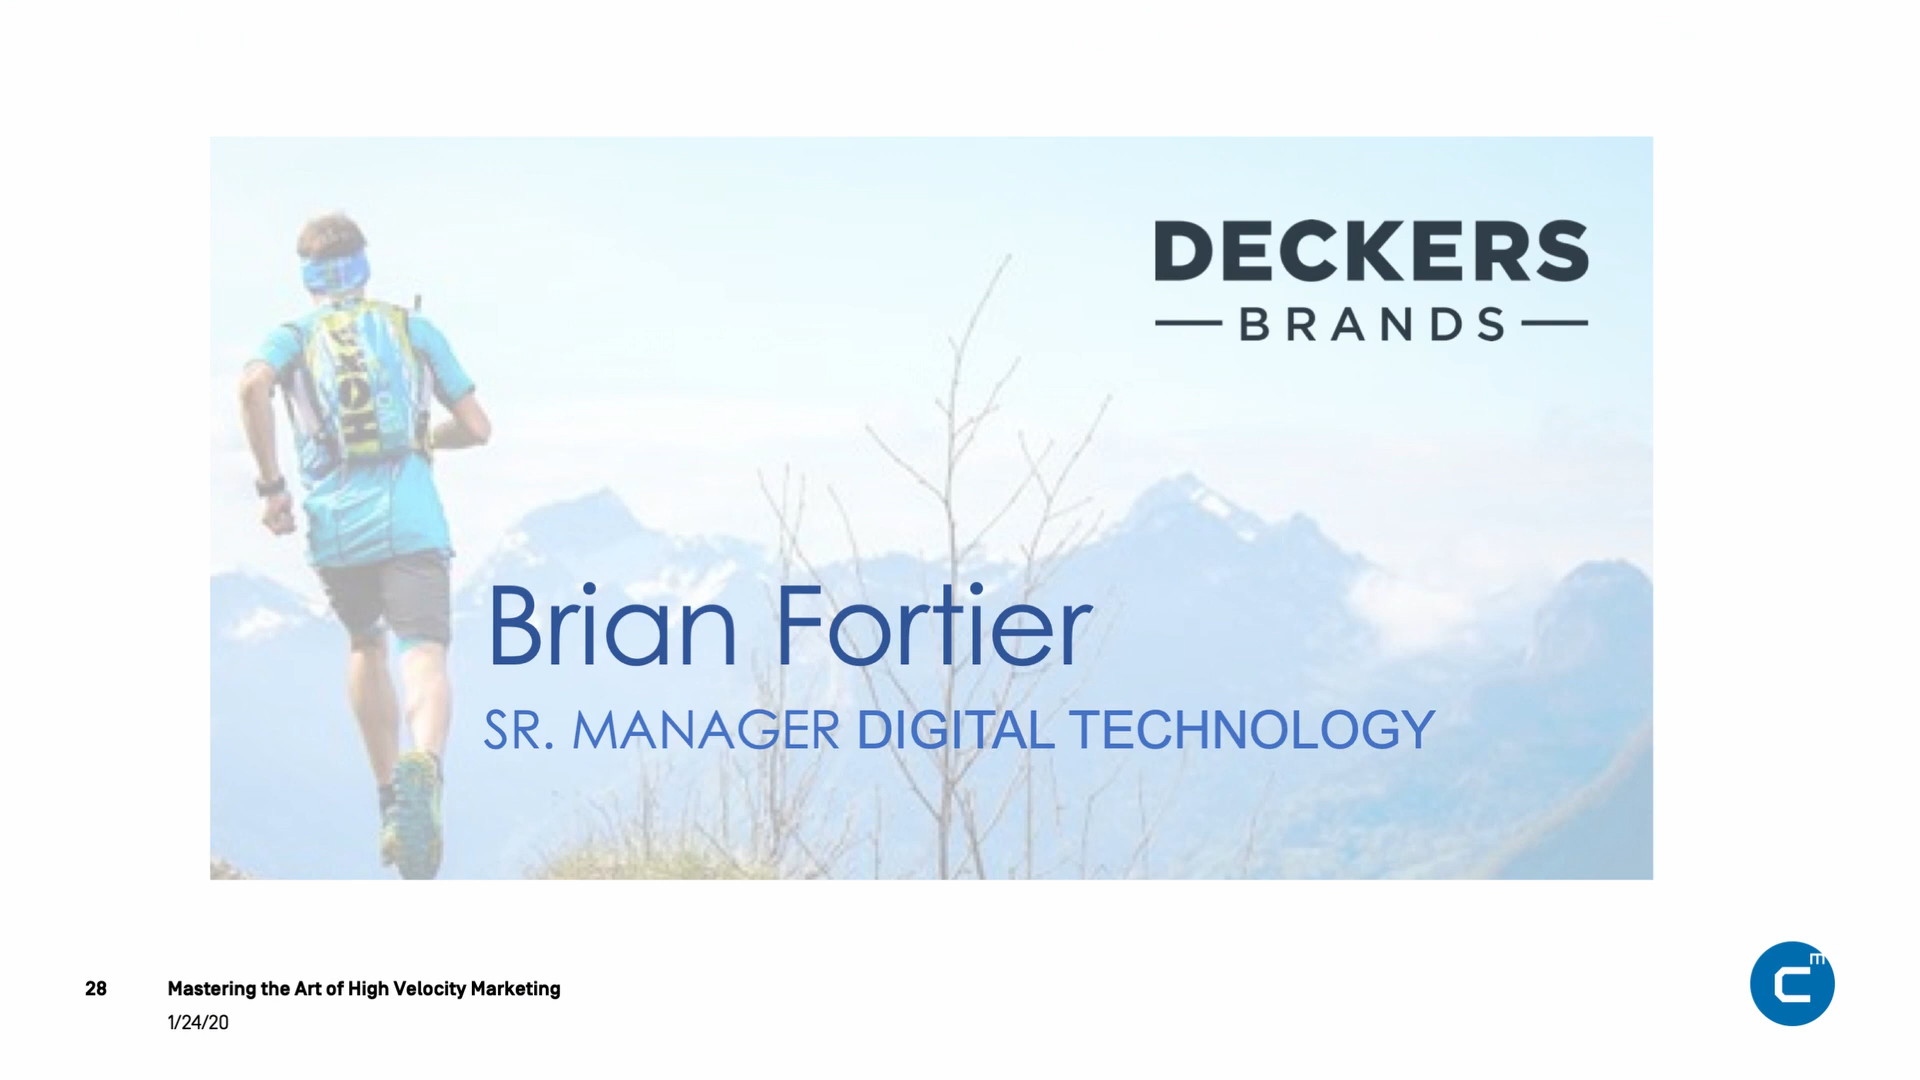 DECKERS
BRANDS
HOKA
Brian Fortier
SR. MANAGER DIGITAL TECHNOLOGY
28
Mastering the Art of High Velocity Marketing
1/24/20
C m